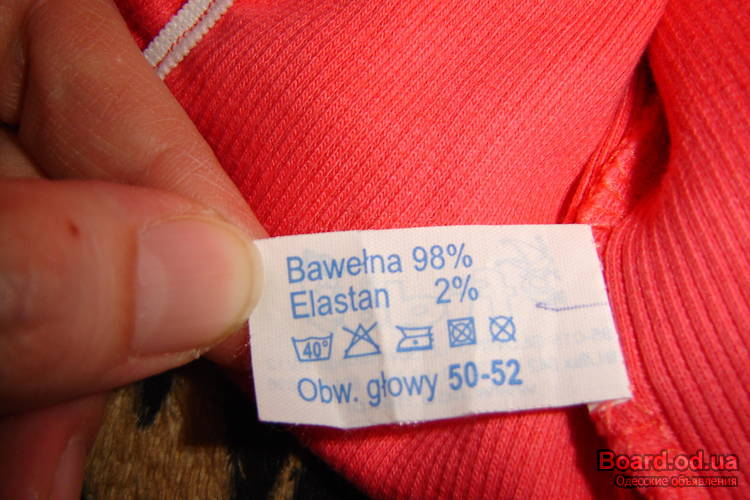 Bawełna 98%
Elastan 2%
40°
Obw. głowy 50-52
Board.od.ua
Одесские объявления